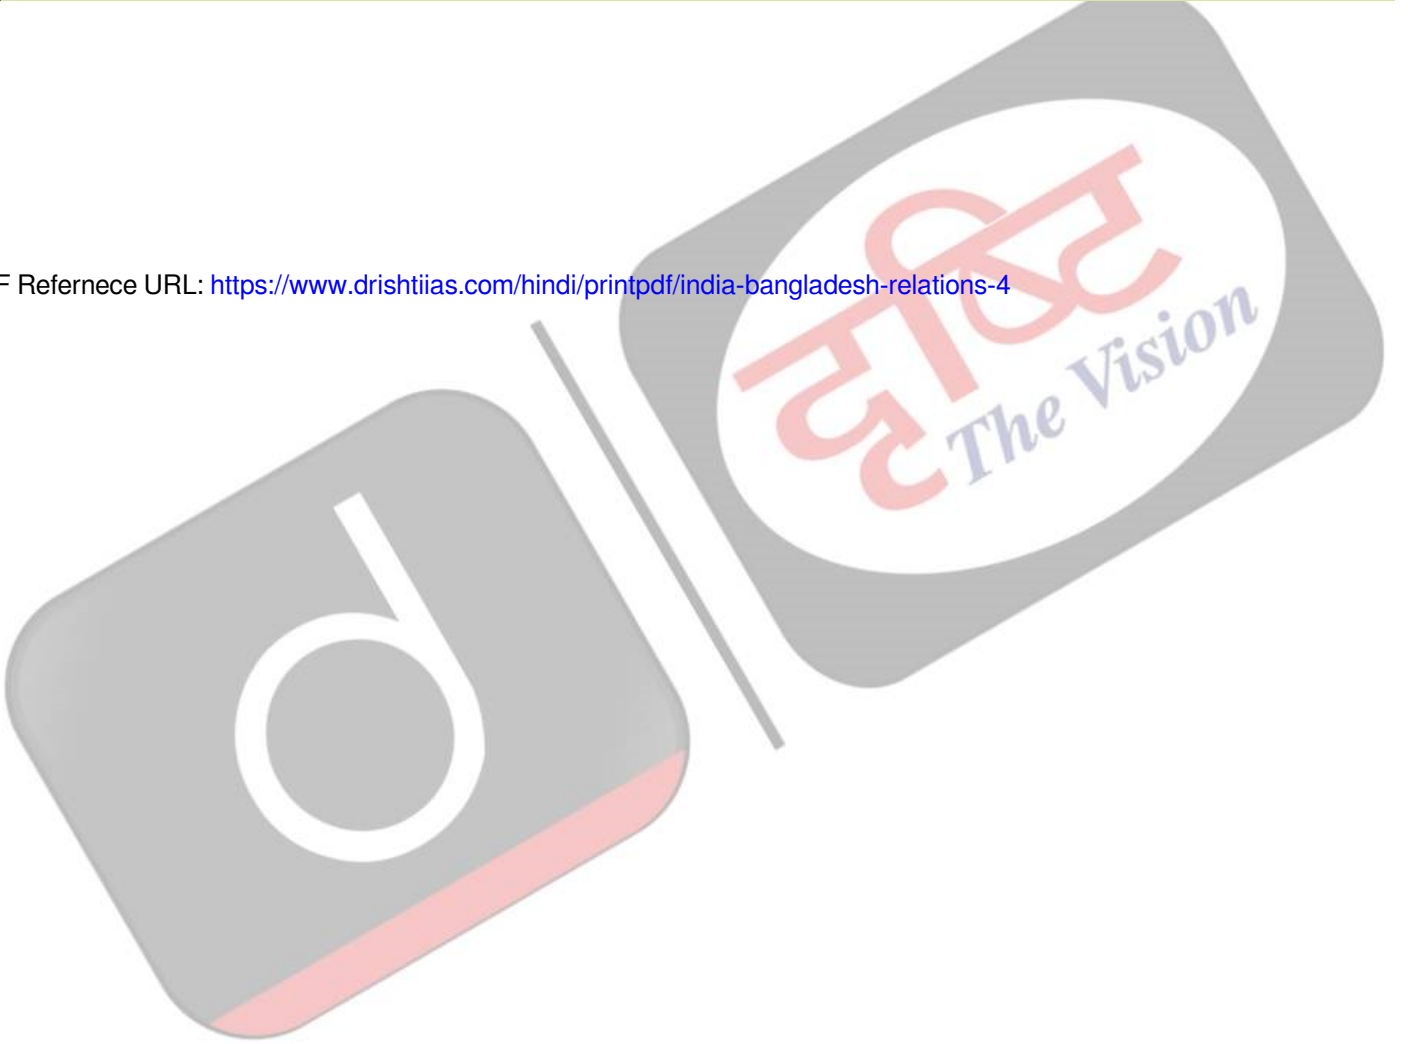 F Refernece URL: https://www.drishtiias.com/hindi/printpdf/india-bangladesh-relations-4
दृष्टि
The Vision
d